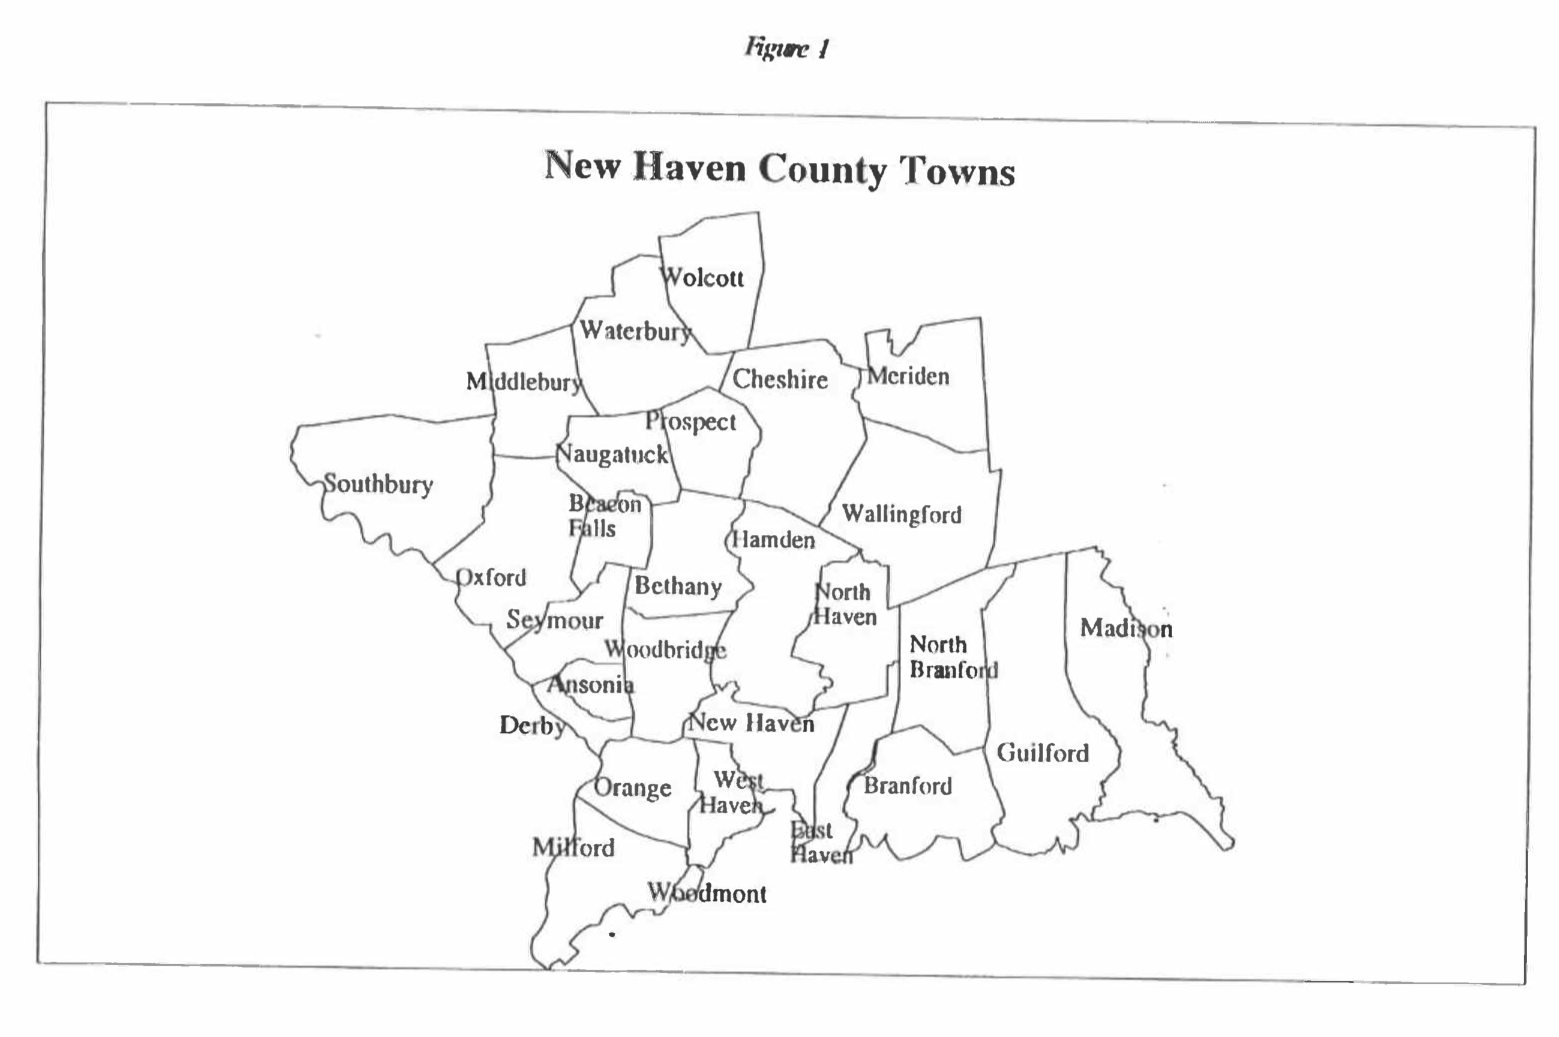 Figure 1
New Haven County Towns
Wolcott
Waterbury
Middlebury
Cheshire
Meriden
Prospect
Naugatuck
Southbury
Beacon
Falls
Wallingford
Hamden
Oxford
Bethany
North
Haven
Seymour
Madison
Woodbridge
North
Branford
Ansonia
Derby
New Haven
Guilford
Orange
West
Haven
Branford
East
Haven
Milford
Woodmont